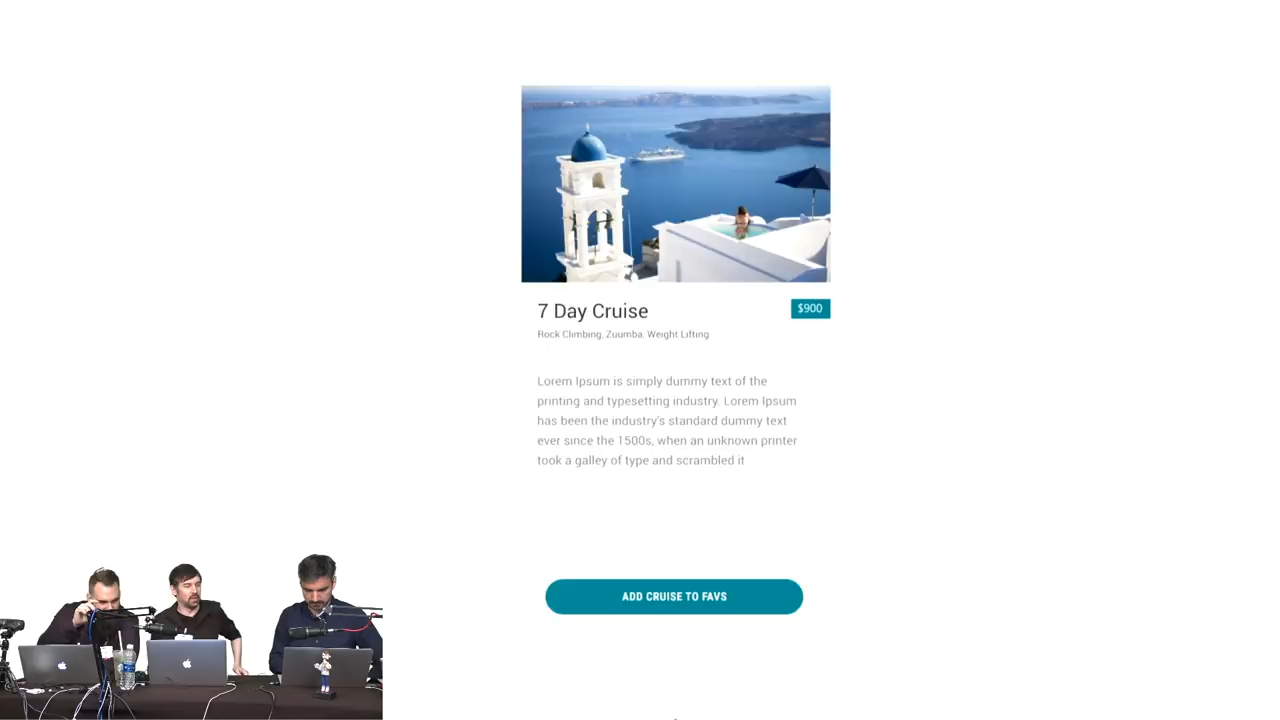 7 Day Cruise
$900
Rock Climbing, Zuumba, Weight Lifting
Lorem Ipsum is simply dummy text of the
printing and typesetting industry. Lorem Ipsum
has been the industry's standard dummy text
ever since the 1500s, when an unknown printer
took a galley of type and scrambled it
ADD CRUISE TO FAVS